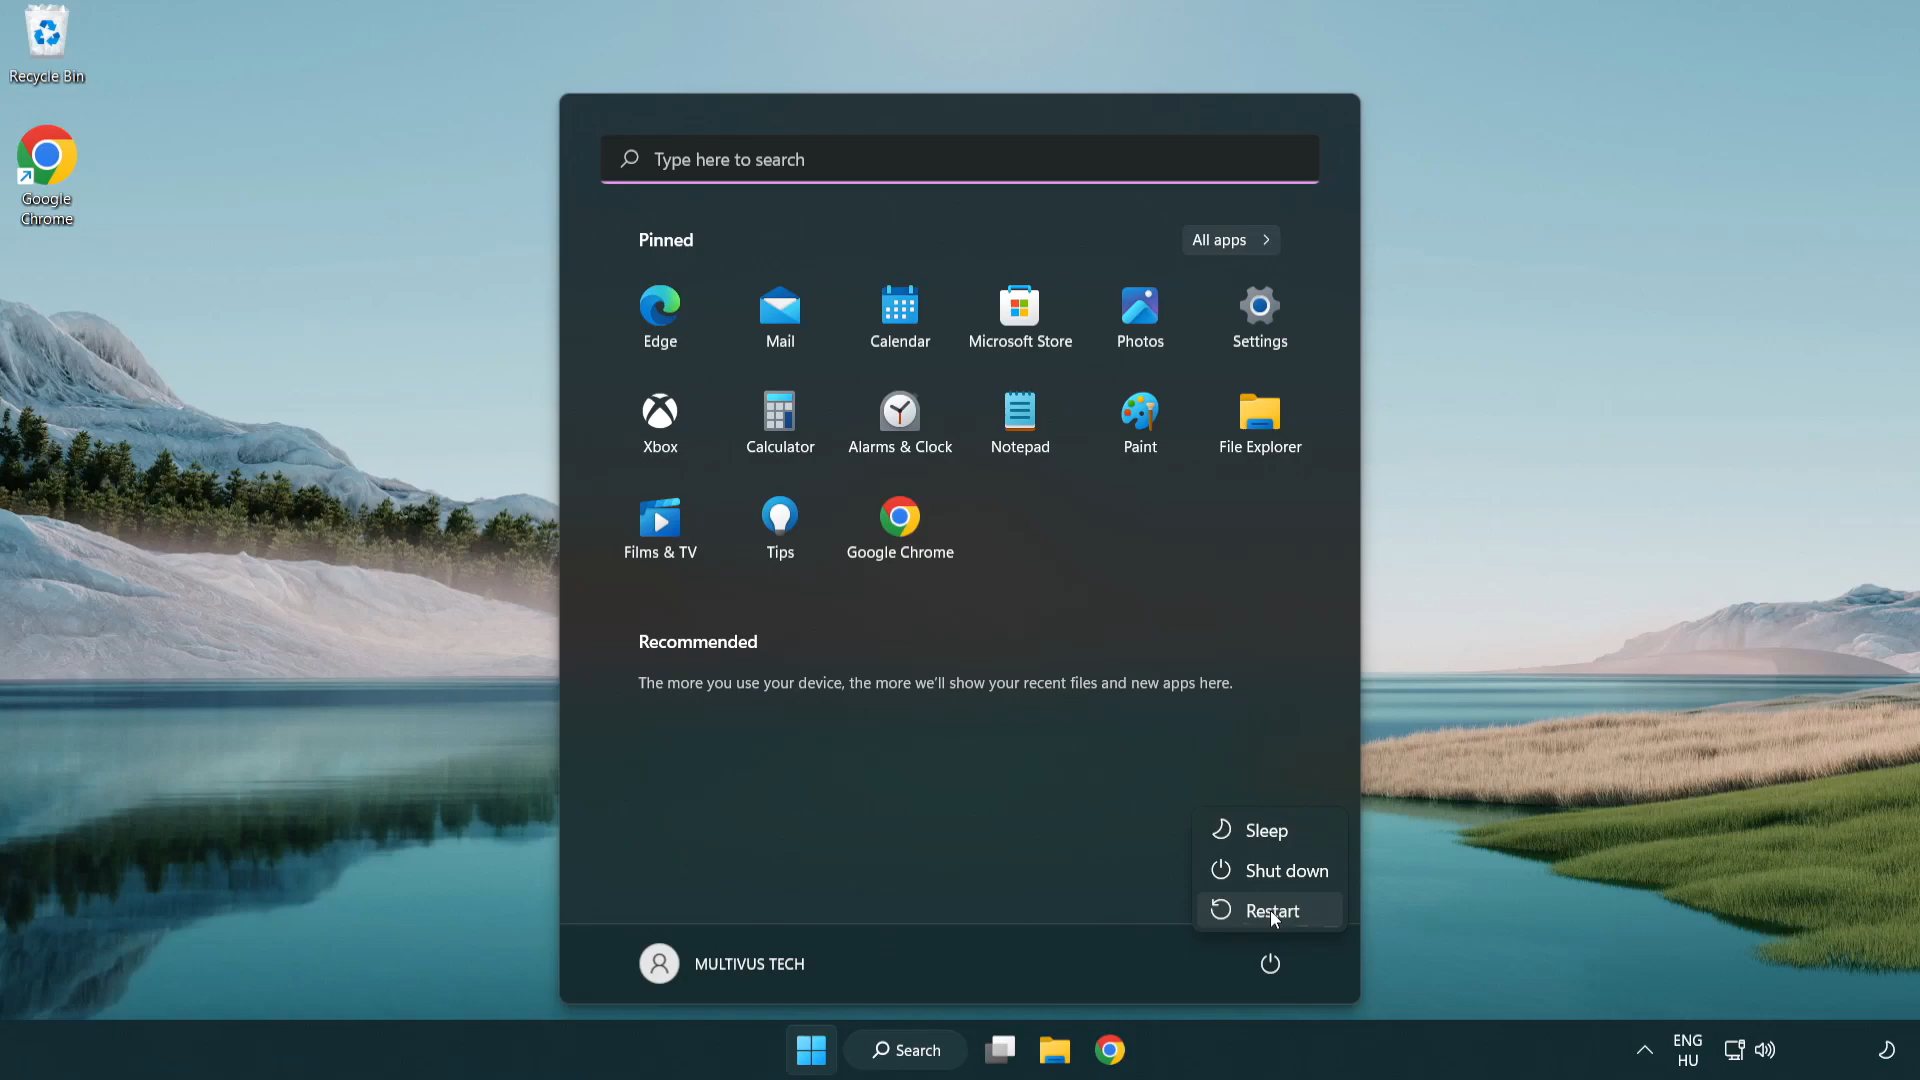 Recycle Bin
Google
Chrome
Type here to search
Pinned
All apps
Edge
Mail
Calendar
Microsoft Store
Photos
Settings
Xbox
Calculator
Alarms & Clock
Notepad
Paint
File Explorer
Films & TV
Tips
Google Chrome
Recommended
The more you use your device, the more we'll show your recent files and new apps here.
Sleep
Shut down
Restart
MULTIVUS TECH
Search
ENG
HU